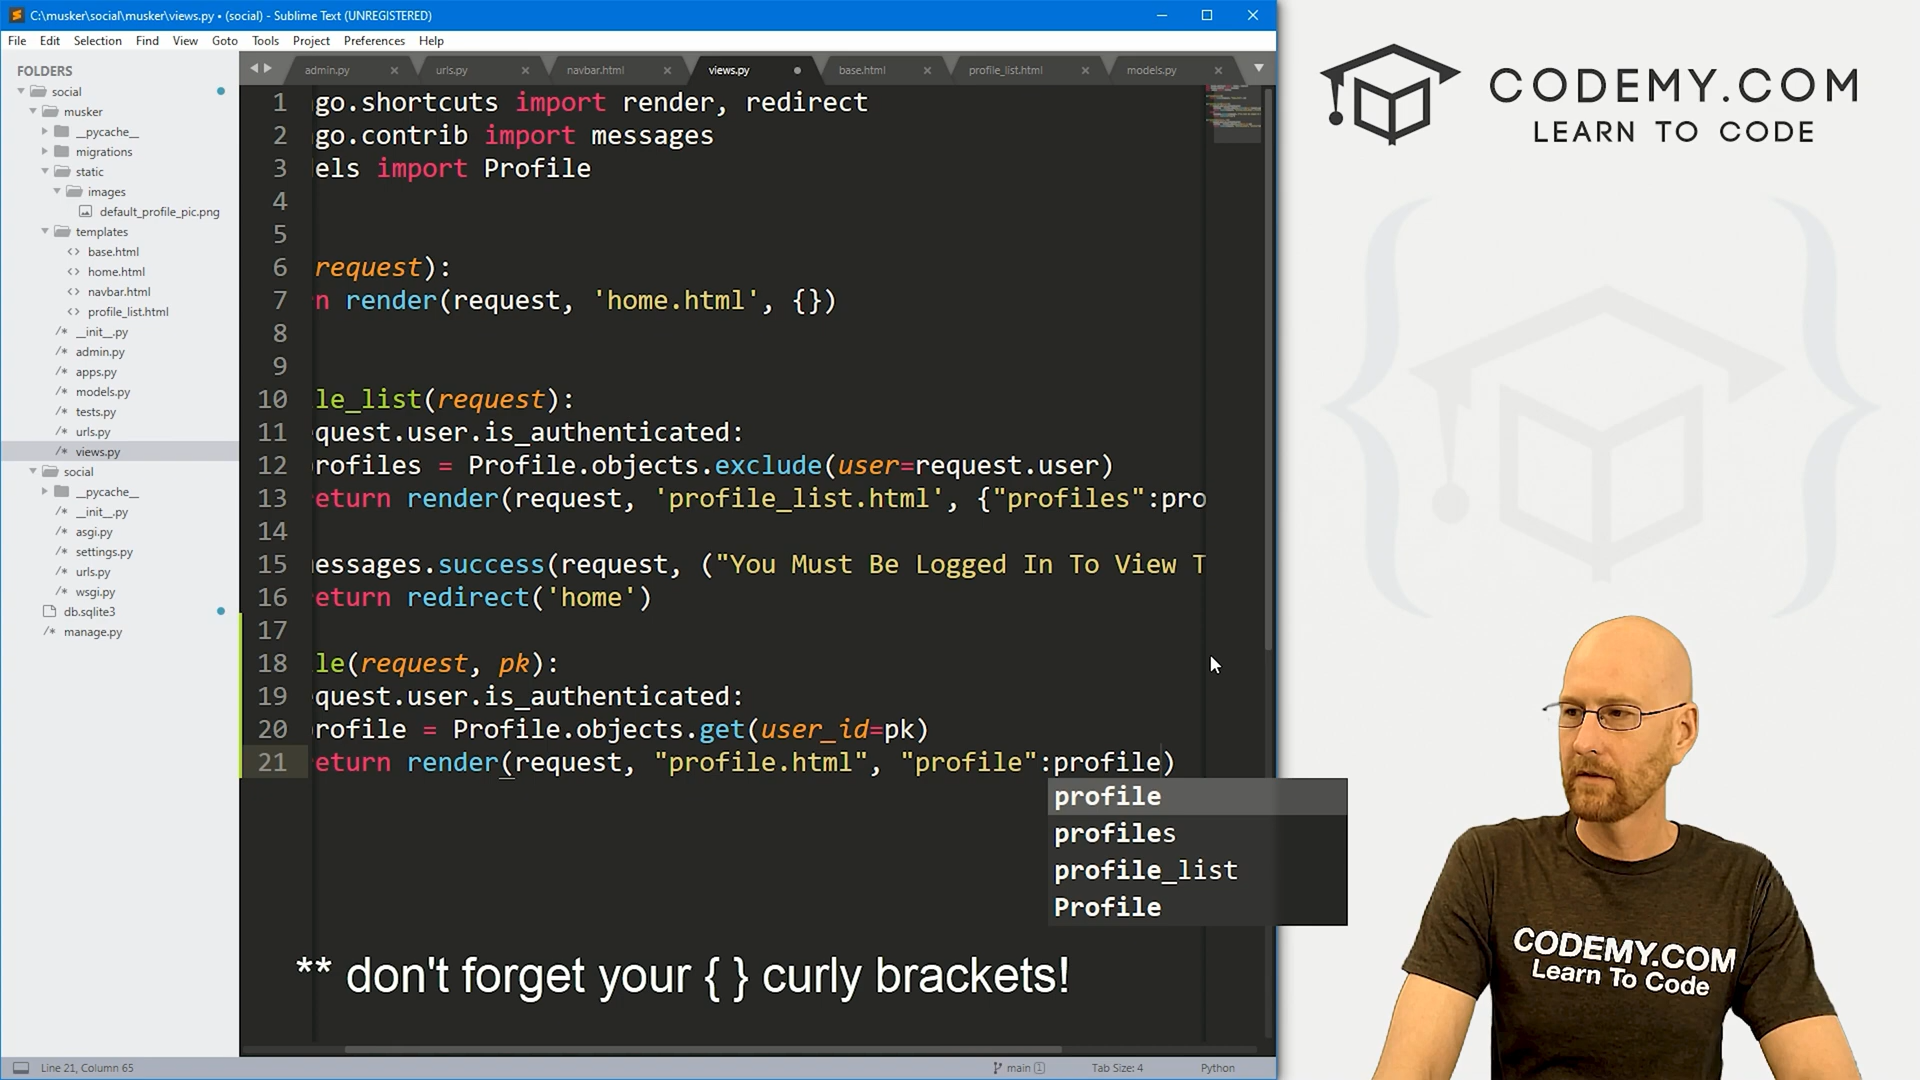 C:\musker\social\musker\views.py • (social) - Sublime Text (UNREGISTERED)
File Edit Selection Find View Goto Tools Project Preferences Help
FOLDERS
social
musker
__pycache__
migrations
static
images
default_profile_pic.png
templates
base.html
home.html
navbar.html
profile_list.html
__init__.py
admin.py
apps.py
models.py
tests.py
urls.py
views.py
social
__pycache__
__init__.py
asgi.py
settings.py
urls.py
wsgi.py
db.sqlite3
manage.py
admin.py urls.py navbar.html views.py base.html profile_list.html models.py
1 go.shortcuts import render, redirect
2 go.contrib import messages
3 els import Profile
4
5
6 request):
7 n render(request, 'home.html', {})
8
9
10 le_list(request):
11 quest.user.is_authenticated:
12 rofiles = Profile.objects.exclude(user=request.user)
13 return render(request, 'profile_list.html', {"profiles":pro
14
15 essages.success(request, ("You Must Be Logged In To View T
16 return redirect('home')
17
18 le(request, pk):
19 quest.user.is_authenticated:
20 profile = Profile.objects.get(user_id=pk)
21 return render(request, "profile.html", "profile":profile)
profile
profiles
profile_list
Profile
** don't forget your { } curly brackets!
Line 21, Column 65
main 1
Tab Size: 4
Python
CODEMY.COM
LEARN TO CODE
CODEMY.COM
Learn To Code